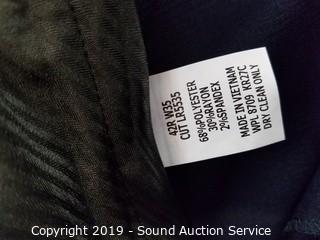 42R W35
CUT LR5535
68%POLYESTER
30%RAYON
2%SPANDEX
MADE IN VIETNAM
WPL 8709 KR27C
DRY CLEAN ONLY
Copyright 2019 - Sound Auction Service